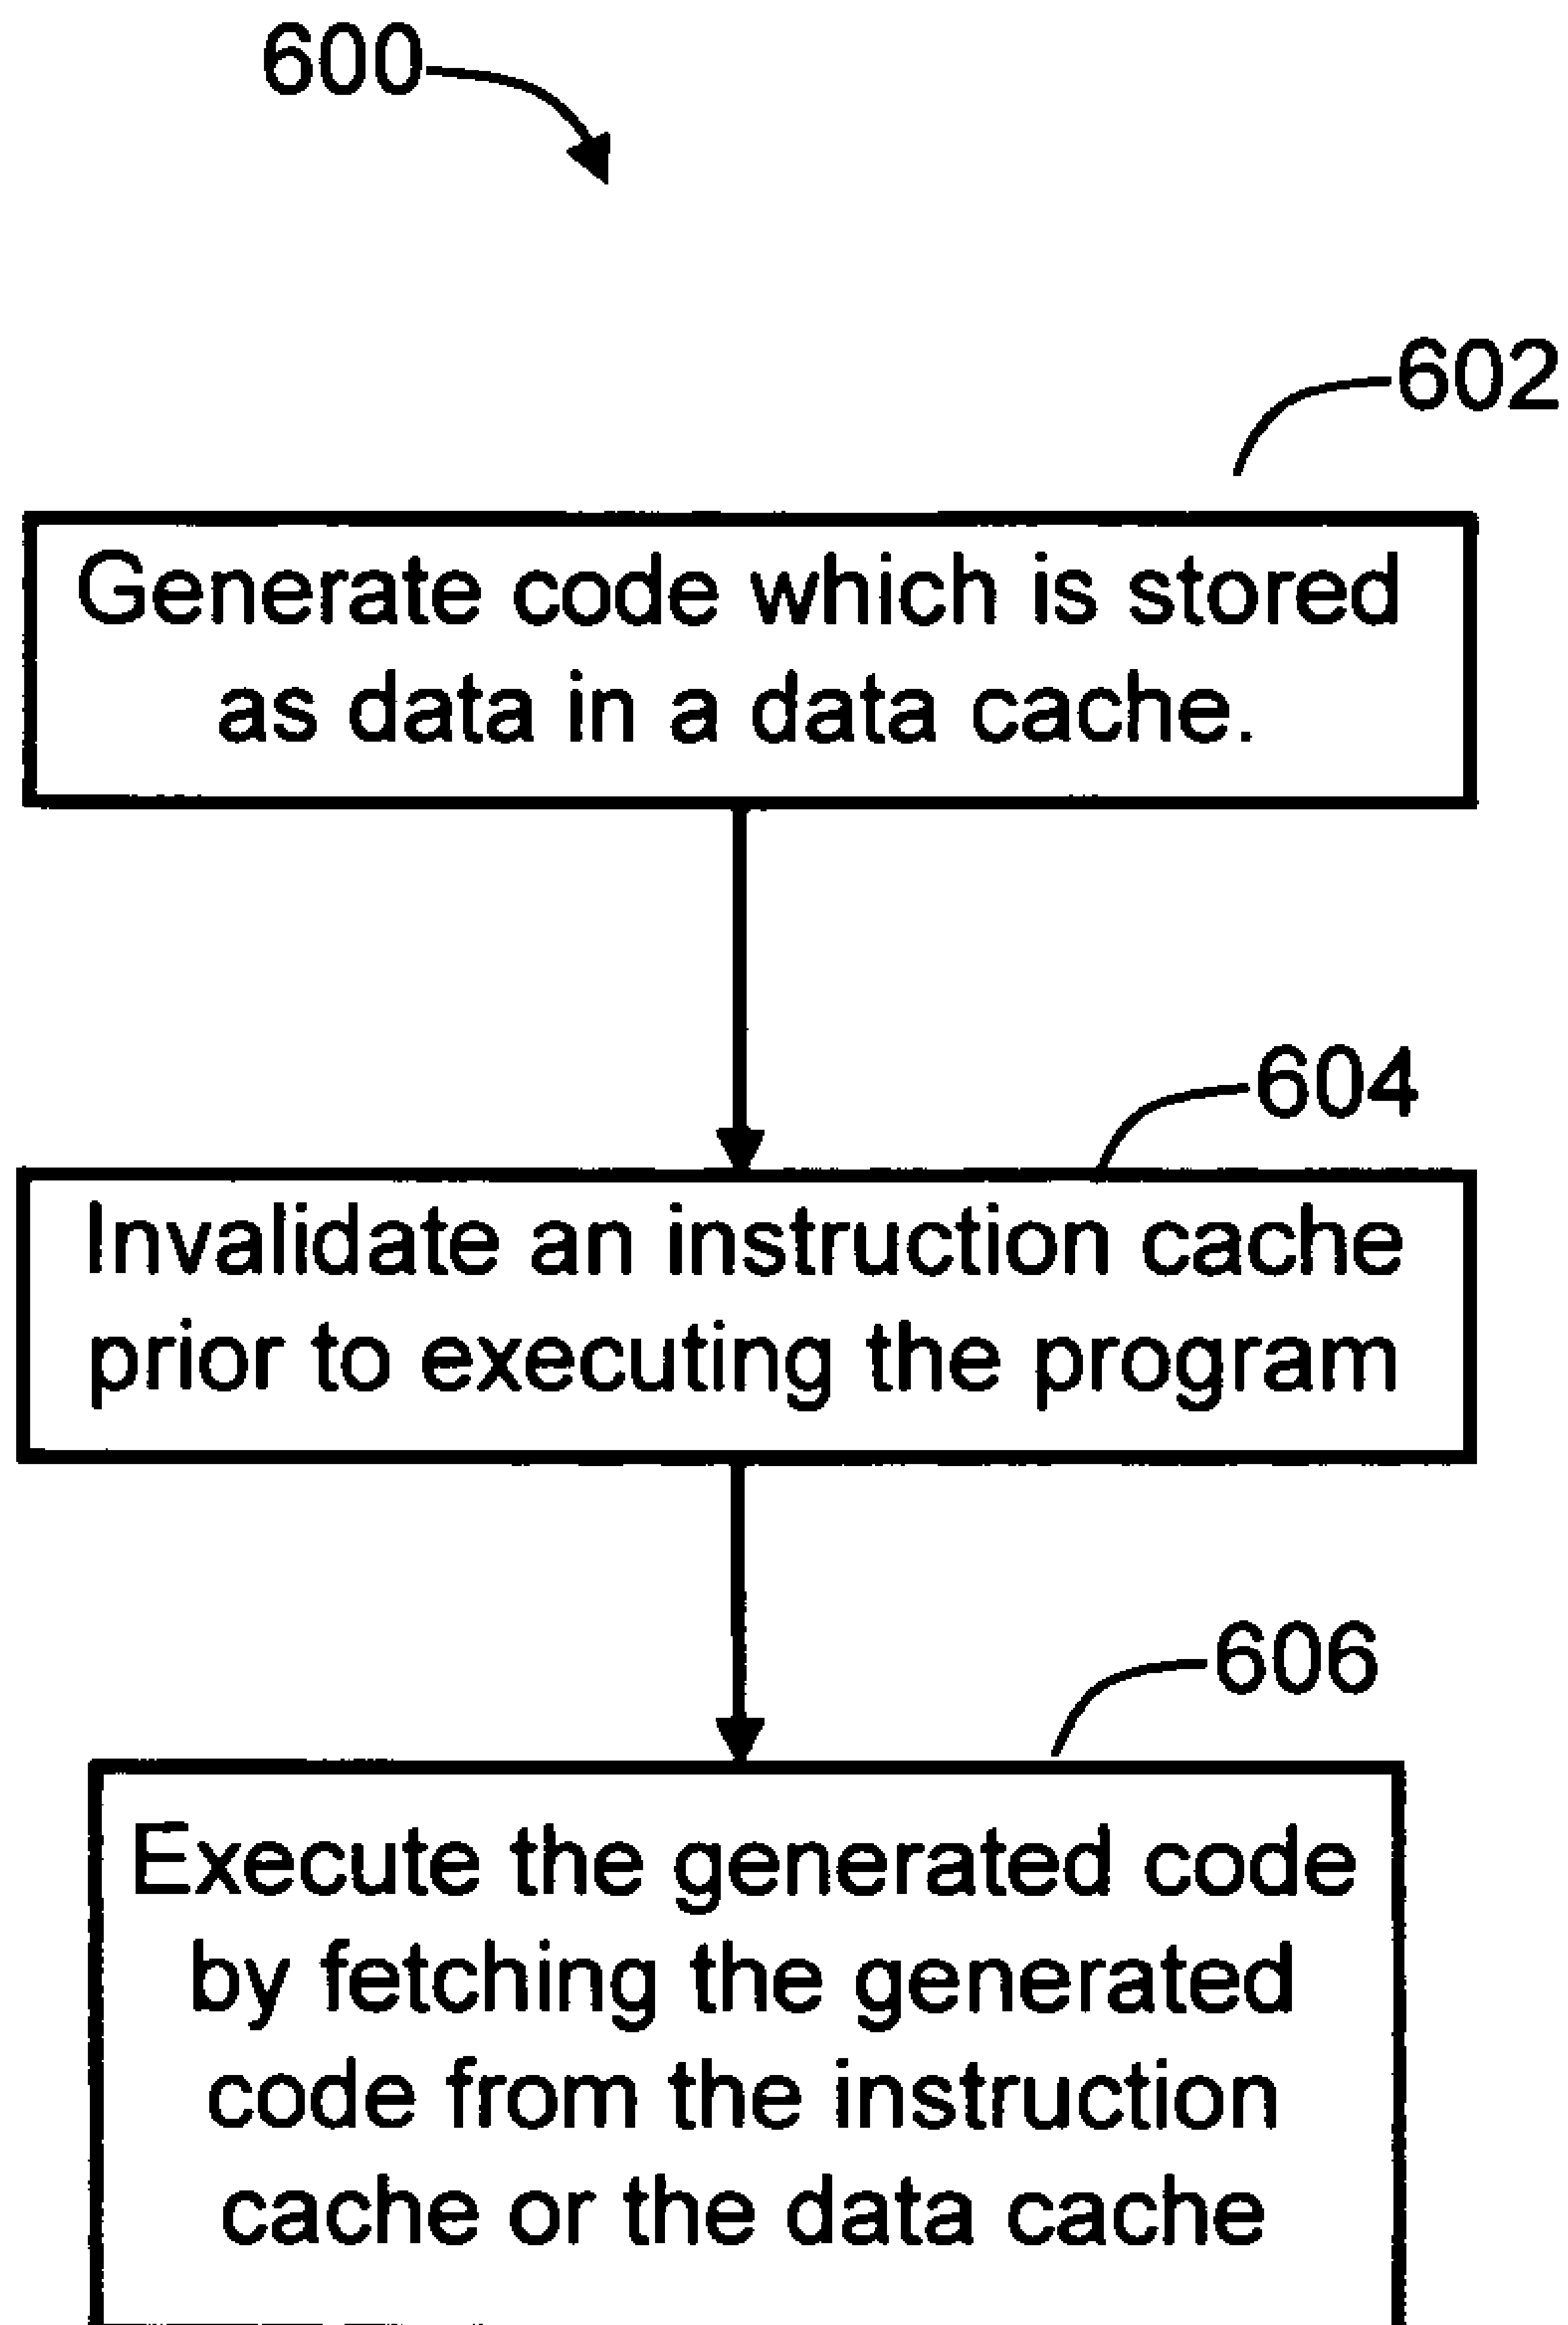 600
602
Generate code which is stored
as data in a data cache.
604
Invalidate an instruction cache
prior to executing the program
606
Execute the generated code
by fetching the generated
code from the instruction
cache or the data cache